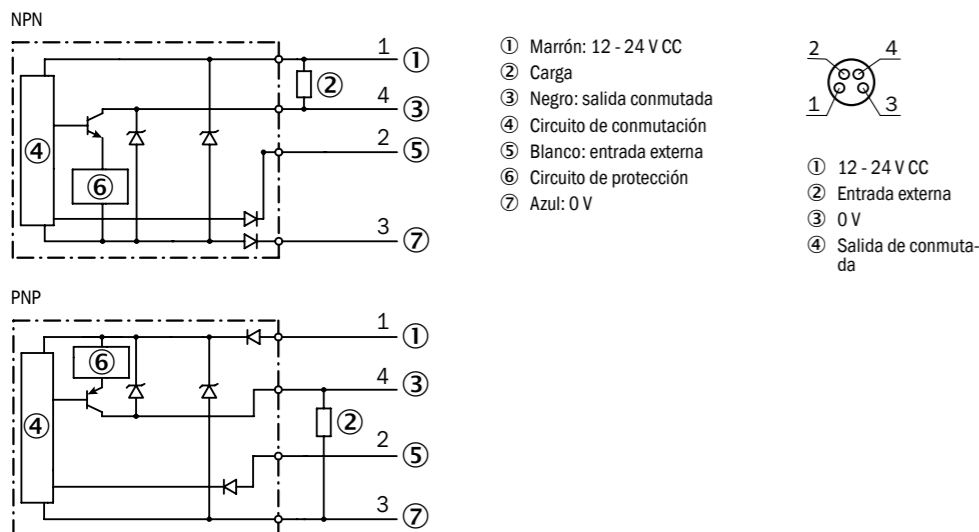 NPN
1 ①
②
4 ③
2 ⑤
④
⑥
3 ⑦
① Marrón: 12 - 24 V CC
② Carga
③ Negro: salida conmutada
④ Circuito de conmutación
⑤ Blanco: entrada externa
⑥ Circuito de protección
⑦ Azul: 0 V
2 4
1 3
① 12 - 24 V CC
② Entrada externa
③ 0 V
④ Salida de conmuta-
da
PNP
1 ①
⑥
4 ③
④
②
2 ⑤
3 ⑦